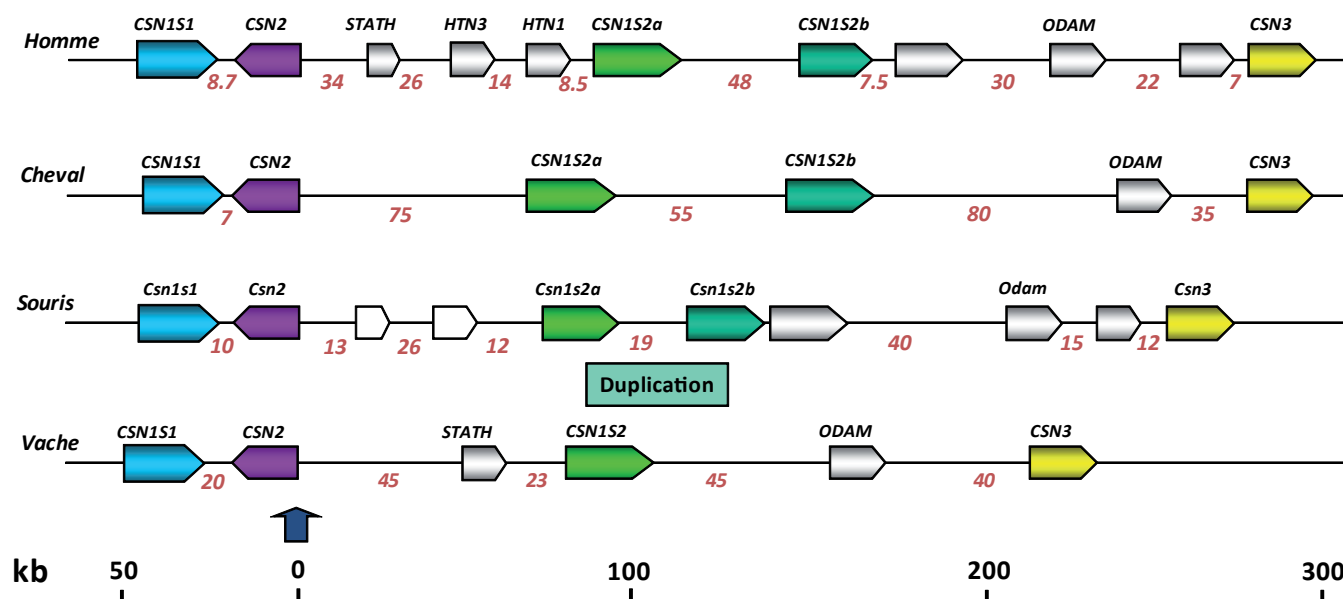 CSN1S1 CSN2 STATH HTN3 HTN1 CSN1S2a CSN1S2b ODAM CSN3
Homme
8.7 34 26 14 8.5 48 7.5 30 22 7
CSN1S1 CSN2 CSN1S2a CSN1S2b ODAM CSN3
Cheval
7 75 55 80 35
Csn1s1 Csn2 Csn1s2a Csn1s2b Odam Csn3
Souris
10 13 26 12 19 40 15 12
Duplication
CSN1S1 CSN2 STATH CSN1S2 ODAM CSN3
Vache
20 45 23 45 40
kb 50 0 100 200 300